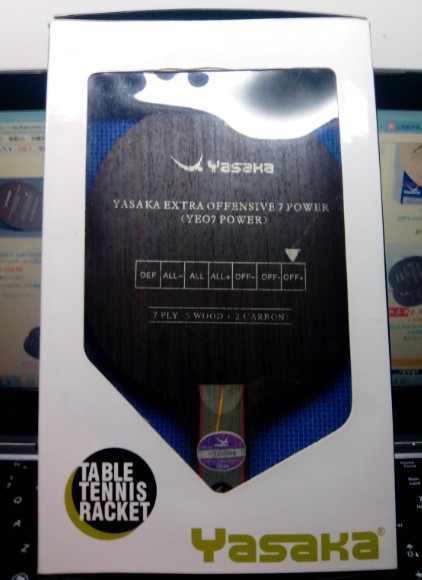 Yasaka
YASAKA EXTRA OFFENSIVE 7 POWER
(YEO7 POWER)
DEF ALL- ALL ALL+ OFF- OFF- OFF+
7 PLY 5 WOOD + 2 CARBON
TABLE
TENNIS
RACKET
Yasaka®